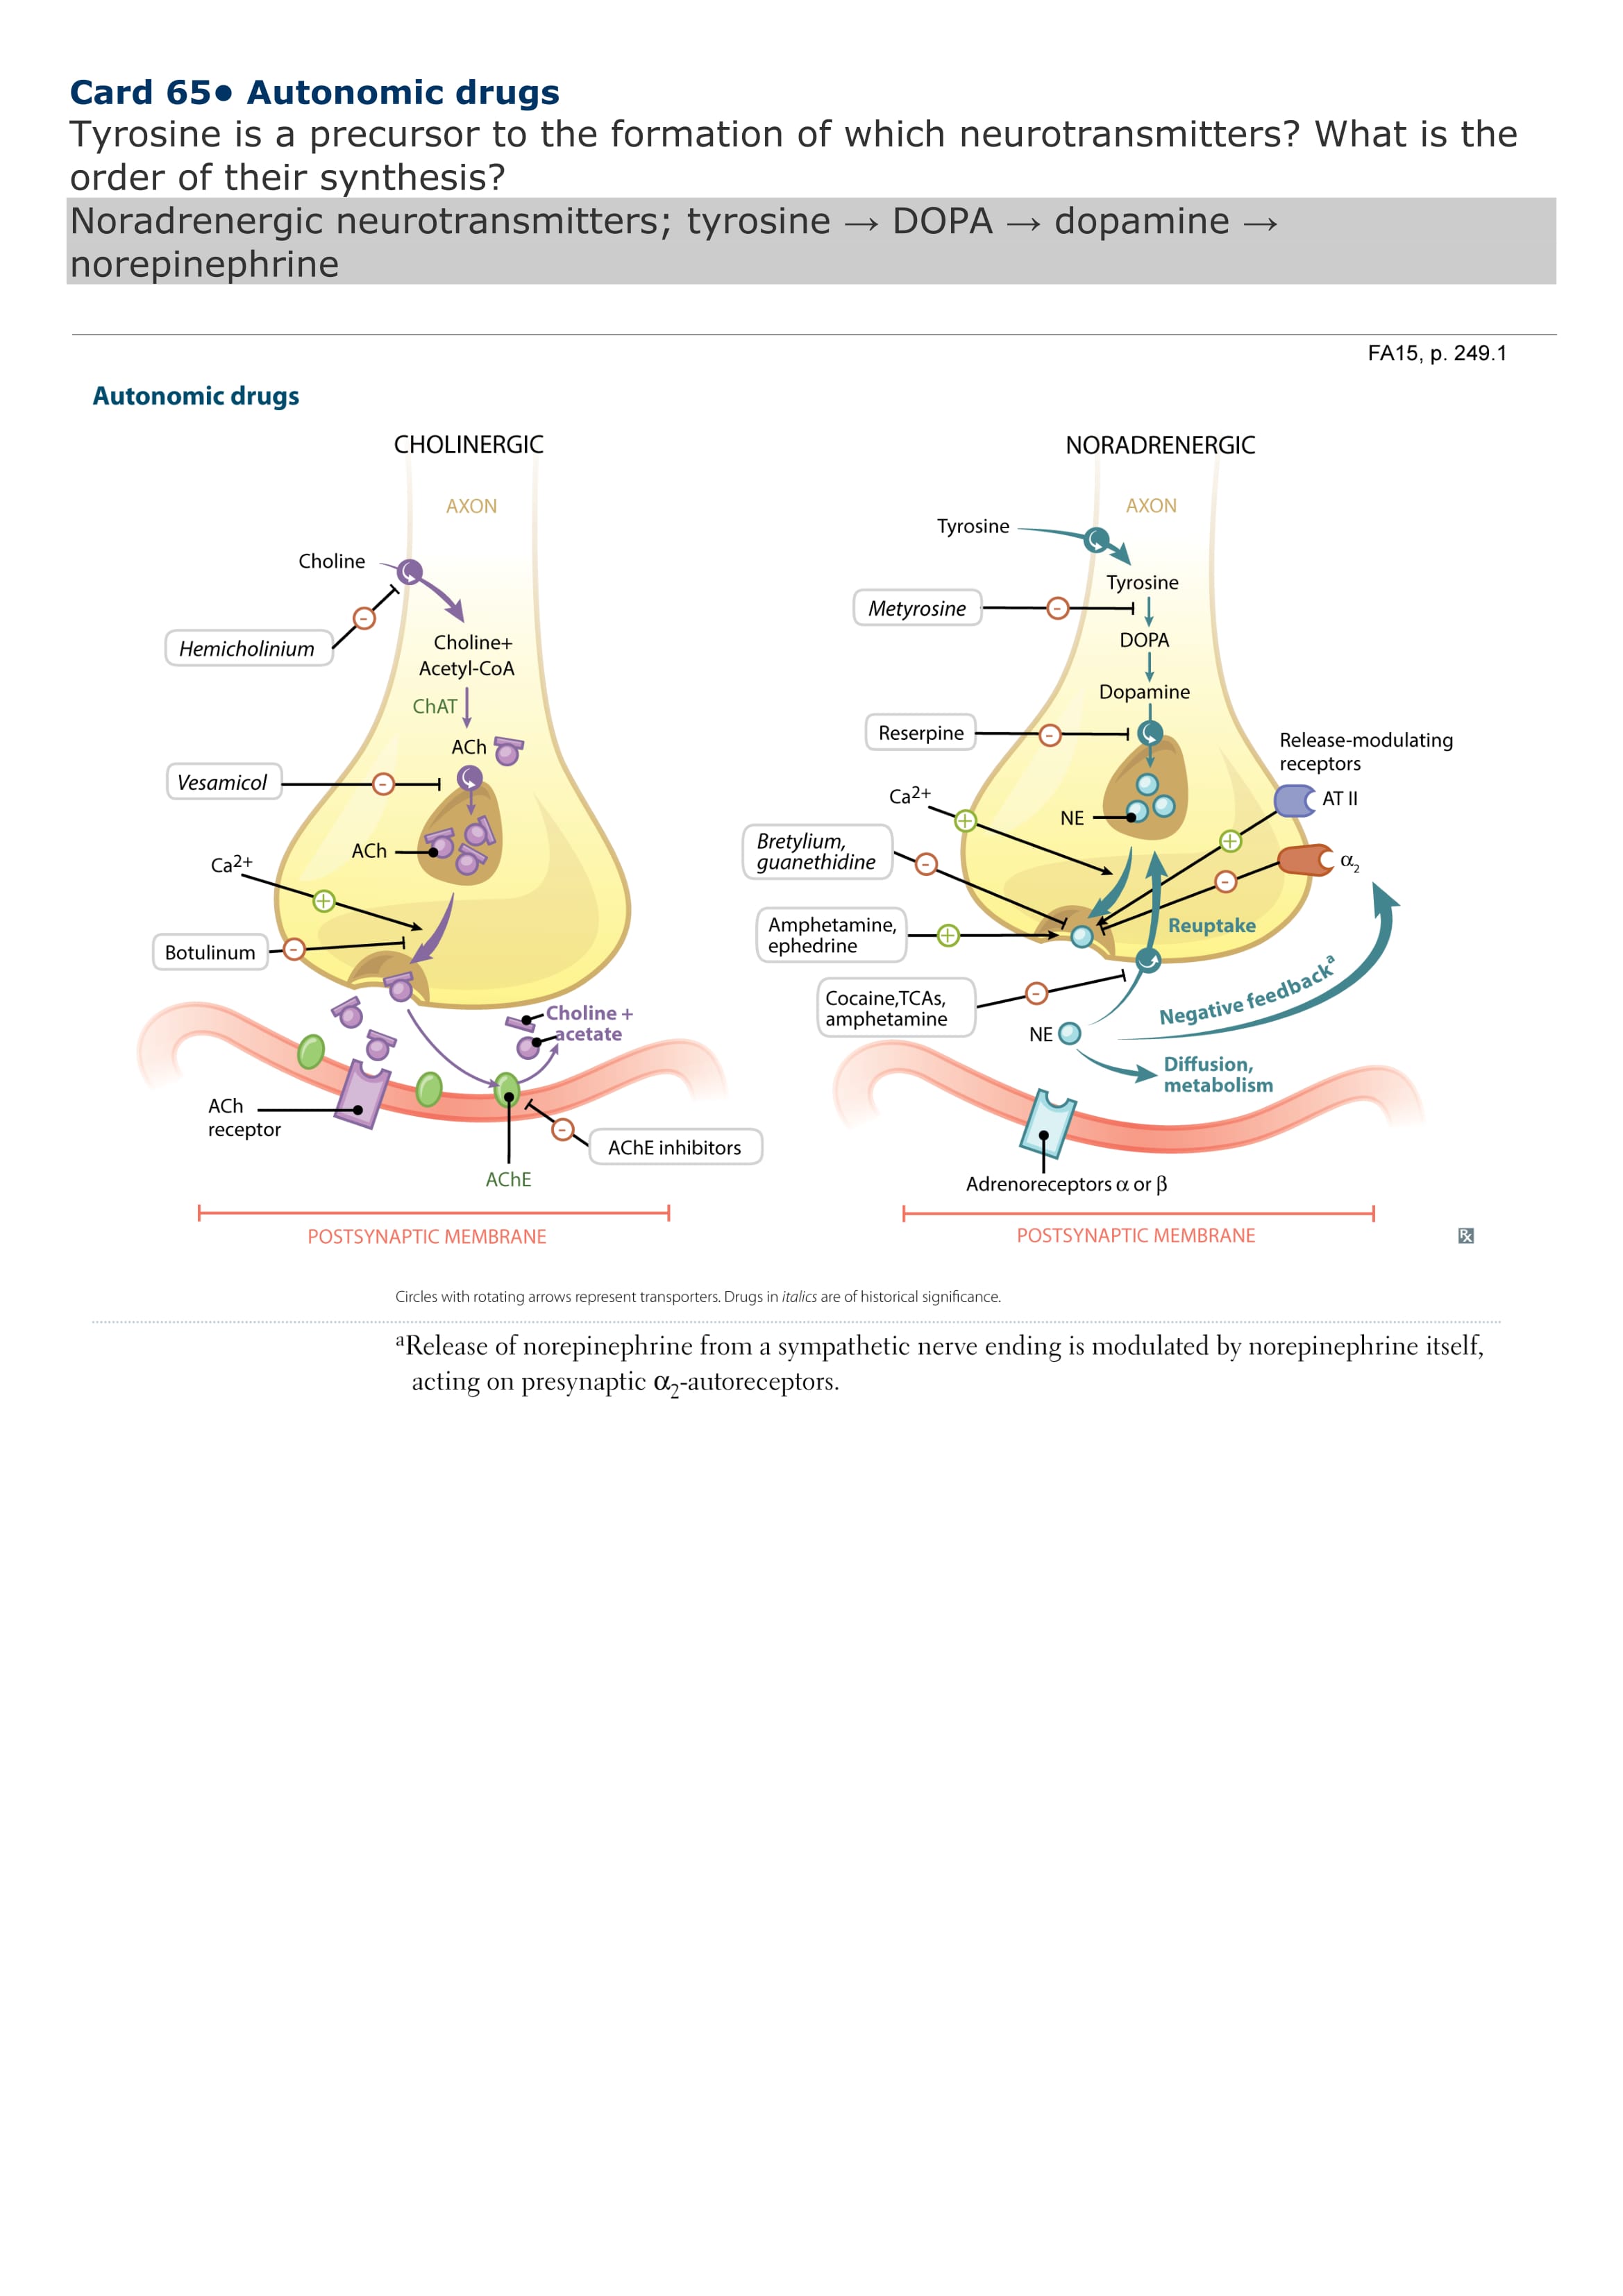 Card 65● Autonomic drugs
Tyrosine is a precursor to the formation of which neurotransmitters? What is the
order of their synthesis?
Noradrenergic neurotransmitters; tyrosine → DOPA → dopamine →
norepinephrine
FA15, p. 249.1
Autonomic drugs
CHOLINERGIC
AXON
Choline
Hemicholinium
Choline+
Acetyl-CoA
ChAT
ACh
Vesamicol
ACh
Ca2+
Botulinum
Choline +
acetate
ACh
receptor
AChE inhibitors
AChE
POSTSYNAPTIC MEMBRANE
NORADRENERGIC
AXON
Tyrosine
Tyrosine
Metyrosine
DOPA
Dopamine
Reserpine
Release-modulating
receptors
AT II
Ca2+
NE
Bretylium,
guanethidine
α2
Amphetamine,
ephedrine
Reuptake
Cocaine,TCAs,
amphetamine
Negative feedbacka
NE
Diffusion,
metabolism
Adrenoreceptors α or β
POSTSYNAPTIC MEMBRANE
Rx
Circles with rotating arrows represent transporters. Drugs in italics are of historical significance.
aRelease of norepinephrine from a sympathetic nerve ending is modulated by norepinephrine itself,
acting on presynaptic α2-autoreceptors.